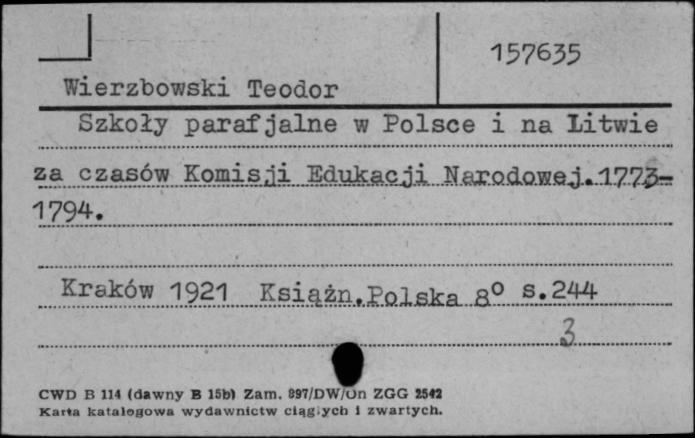 157635
Wierzbowski Teodor
Szkoły parafjalne w Polsce i na Litwie
za czasów Komisji Edukacji Narodowej.1773-
1794.
Kraków 1921 Książn.Polska 8° s.244
3
CWD B 114 (dawny B 15b) Zam. 897/DW/On ZGG 2542
Karta katalogowa wydawnictw ciągłych i zwartych.